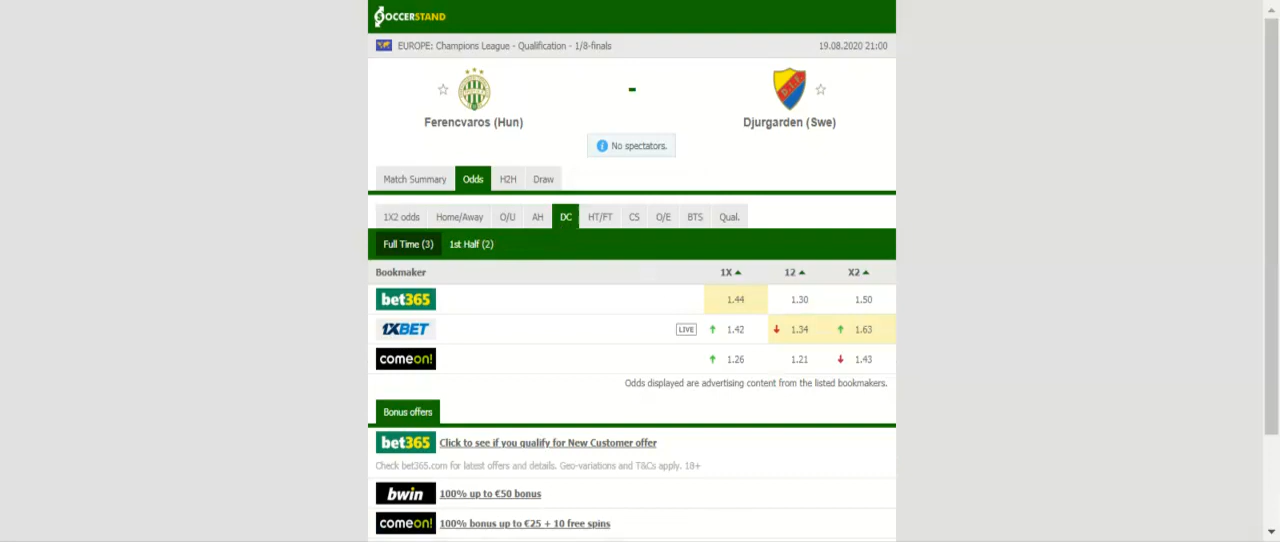 SOCCERSTAND
EUROPE: Champions League - Qualification - 1/8-finals 19.08.2020 21:00
-
Ferencvaros (Hun) Djurgarden (Swe)
i No spectators.
Match Summary Odds H2H Draw
1X2 odds Home/Away O/U AH DC HT/FT CS O/E BTS Qual.
Full Time (3) 1st Half (2)
Bookmaker 1X 12 X2
bet365 1.44 1.30 1.50
1XBET LIVE 1.42 1.34 1.63
comeon! 1.26 1.21 1.43
Odds displayed are advertising content from the listed bookmakers.
Bonus offers
bet365 Click to see if you qualify for New Customer offer
Check bet365.com for latest offers and details. Geo-variations and T&Cs apply. 18+
bwin 100% up to €50 bonus
comeon! 100% bonus up to €25 + 10 free spins